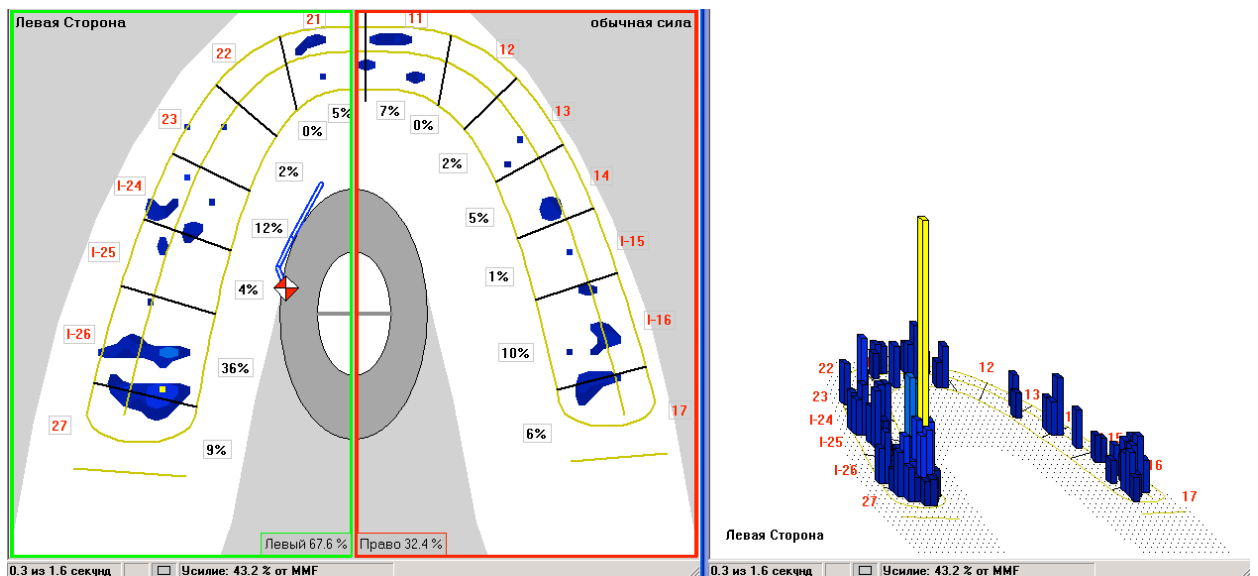 Левая Сторона
обычная сила
21
11
22
12
23
13
I-24
14
I-25
I-15
I-26
I-16
27
17
5%
7%
0%
0%
2%
2%
12%
5%
4%
1%
36%
10%
9%
6%
Левый 67.6 %
Право 32.4 %
0.3 из 1.6 секчнд
Усилие: 43.2 % от MMF
22
12
23
13
I-24
I-25
15
I-26
16
27
17
Левая Сторона
0.3 из 1.6 секчнд
Усилие: 43.2 % от MMF